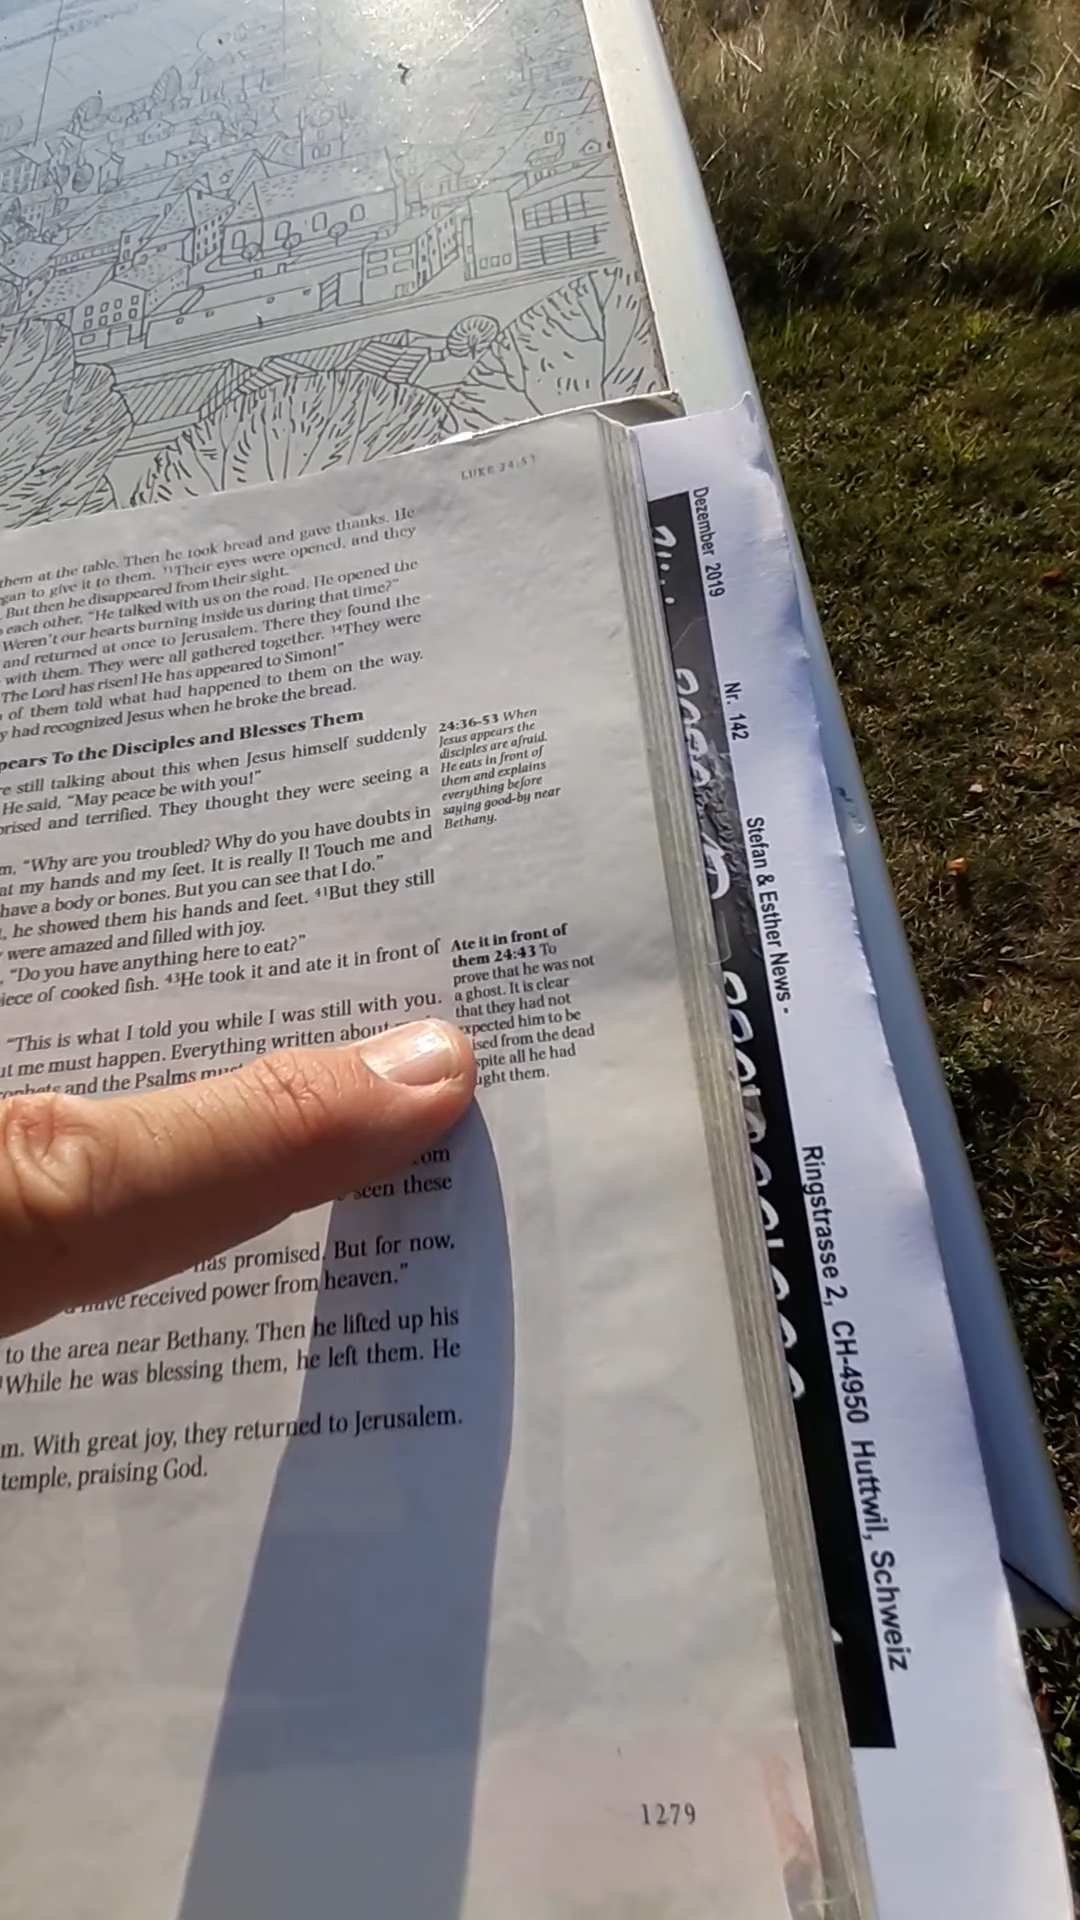 LUKE 24:53
them at the table. Then he took bread and gave thanks. He
gan to give it to them. 31Their eyes were opened, and they
But then he disappeared from their sight.
each other, "He talked with us on the road. He opened the
Weren't our hearts burning inside us during that time?"
and returned at once to Jerusalem. There they found the
with them. They were all gathered together. 34They were
The Lord has risen! He has appeared to Simon!"
of them told what had happened to them on the way.
y had recognized Jesus when he broke the bread.
pears To the Disciples and Blesses Them
re still talking about this when Jesus himself suddenly
He said, "May peace be with you!"
prised and terrified. They thought they were seeing a
m, "Why are you troubled? Why do you have doubts in
at my hands and my feet. It is really I! Touch me and
have a body or bones. But you can see that I do."
, he showed them his hands and feet. 41But they still
were amazed and filled with joy.
"Do you have anything here to eat?"
iece of cooked fish. 43He took it and ate it in front of
"This is what I told you while I was still with you.
ut me must happen. Everything written about
and the Psalms
om
seen these
has promised. But for now,
have received power from heaven."
to the area near Bethany. Then he lifted up his
While he was blessing them, he left them. He
m. With great joy, they returned to Jerusalem.
temple, praising God.
24:36-53 When
Jesus appears the
disciples are afraid.
He eats in front of
them and explains
everything before
saying good-by near
Bethany.
Ate it in front of
them 24:43 To
prove that he was not
a ghost. It is clear
that they had not
xpected him to be
ised from the dead
spite all he had
ught them.
1279
Dezember 2019 Nr. 142 Stefan & Esther News - Ringstrasse 2, CH-4950 Huttwil, Schweiz